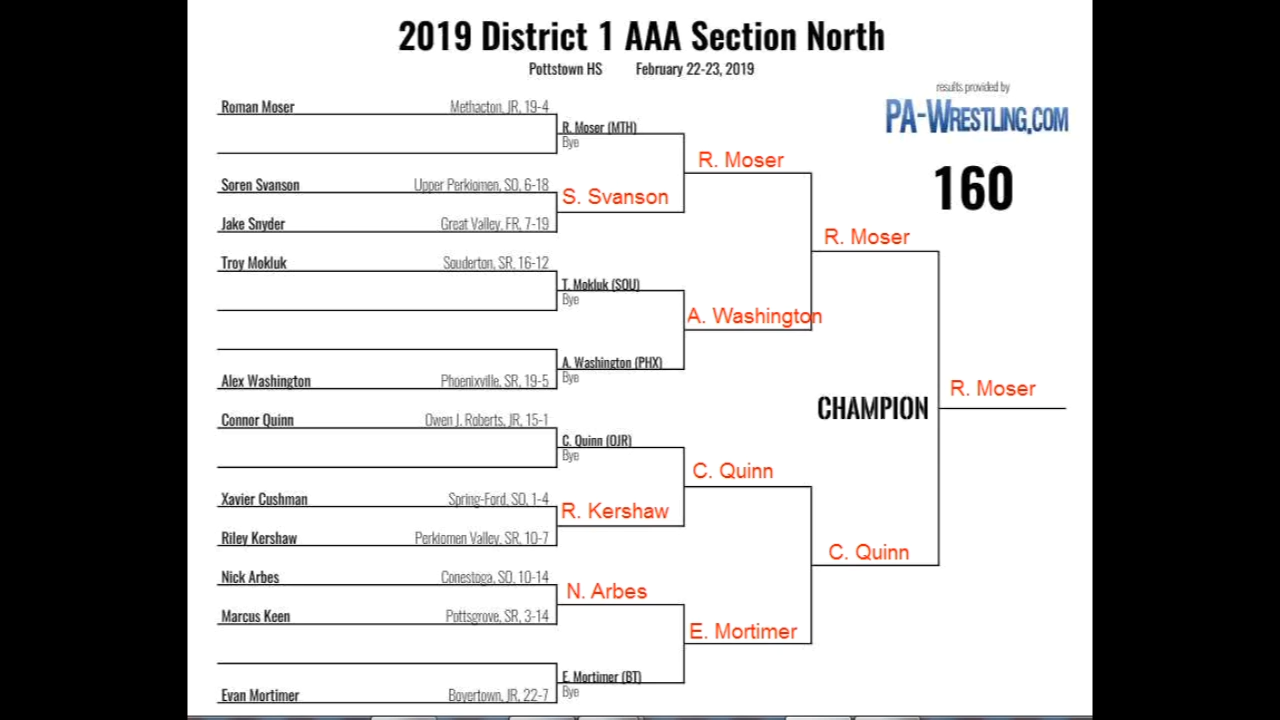 2019 District 1 AAA Section North
Pottstown HS February 22-23, 2019
results provided by
PA-WRESTLING.COM
160
Roman Moser Methacton, JR, 19-4
R. Moser (MTH)
Bye
R. Moser
Soren Svanson Upper Perkiomen, SO, 6-18
S. Svanson
Jake Snyder Great Valley, FR, 7-19
R. Moser
Troy Mokluk Souderton, SR, 16-12
T. Mokluk (SOU)
Bye
A. Washington
A. Washington (PHX)
Bye
Alex Washington Phoenixville, SR, 19-5
R. Moser
CHAMPION
Connor Quinn Owen J. Roberts, JR, 15-1
C. Quinn (OJR)
Bye
C. Quinn
Xavier Cushman Spring-Ford, SO, 1-4
R. Kershaw
Riley Kershaw Perkiomen Valley, SR, 10-7
C. Quinn
Nick Arbes Conestoga, SO, 10-14
N. Arbes
Marcus Keen Pottsgrove, SR, 3-14
E. Mortimer
E. Mortimer (BT)
Bye
Evan Mortimer Boyertown, JR, 22-7